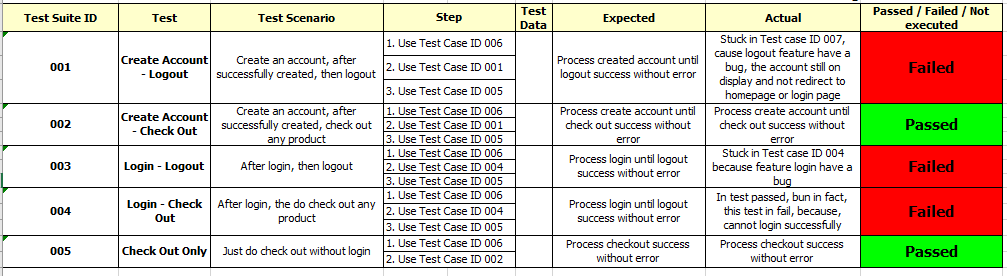 Test Suite ID
Test
Test Scenario
Step
Test
Data
Expected
Actual
Passed / Failed / Not
executed
001
Create Account
- Logout
Create an account, after
successfully created, then logout
1. Use Test Case ID 006
2. Use Test Case ID 001
3. Use Test Case ID 005
Process created account until
logout success without error
Stuck in Test case ID 007,
cause logout feature have a
bug, the account still on
display and not redirect to
homepage or login page
Failed
002
Create Account
- Check Out
Create an account, after
successfully created, check out
any product
1. Use Test Case ID 006
2. Use Test Case ID 001
3. Use Test Case ID 005
Process create account until
check out success without
error
Process create account until
check out success without
error
Passed
003
Login - Logout
After login, then logout
1. Use Test Case ID 006
2. Use Test Case ID 004
3. Use Test Case ID 005
Process login until logout
success without error
Stuck in Test case ID 004
because feature login have a
bug
Failed
004
Login - Check
Out
After login, the do check out any
product
1. Use Test Case ID 006
2. Use Test Case ID 004
3. Use Test Case ID 005
Process login until logout
success without error
In test passed, bun in fact,
this test in fail, because,
cannot login successfully
Failed
005
Check Out Only
Just do check out without login
1. Use Test Case ID 006
2. Use Test Case ID 002
Process checkout success
without error
Process checkout success
without error
Passed